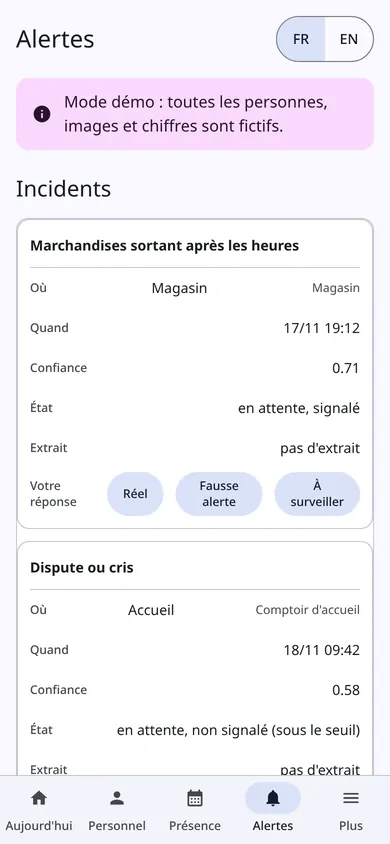 Alertes
FR EN
Mode démo : toutes les personnes,
images et chiffres sont fictifs.
Incidents
Marchandises sortant après les heures
Où Magasin Magasin
Quand 17/11 19:12
Confiance 0.71
État en attente, signalé
Extrait pas d'extrait
Votre
réponse
Réel
Fausse
alerte
À
surveiller
Dispute ou cris
Où Accueil Comptoir d'accueil
Quand 18/11 09:42
Confiance 0.58
État en attente, non signalé (sous le seuil)
Extrait pas d'extrait
Aujourd'hui Personnel Présence Alertes Plus